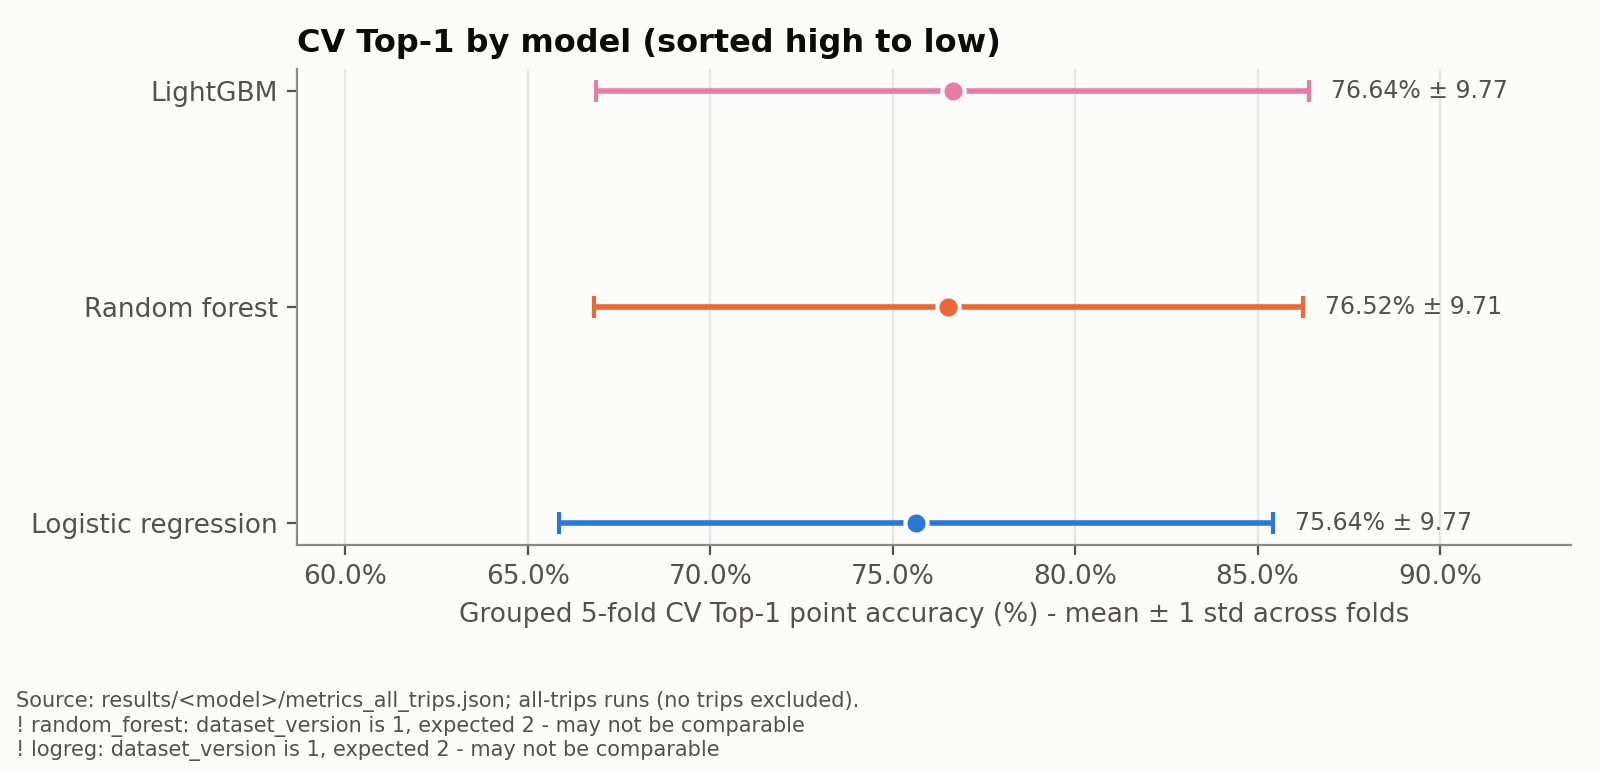 CV Top-1 by model (sorted high to low)
LightGBM
76.64% ± 9.77
Random forest
76.52% ± 9.71
Logistic regression
75.64% ± 9.77
60.0% 65.0% 70.0% 75.0% 80.0% 85.0% 90.0%
Grouped 5-fold CV Top-1 point accuracy (%) - mean ± 1 std across folds
Source: results/<model>/metrics_all_trips.json; all-trips runs (no trips excluded).
! random_forest: dataset_version is 1, expected 2 - may not be comparable
! logreg: dataset_version is 1, expected 2 - may not be comparable